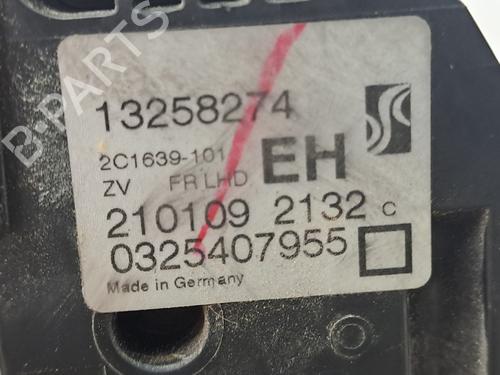 B-PARTS
13258274
2C1639-101
EH
ZV FR LHD
210109 2132 C
0325407955
Made in Germany